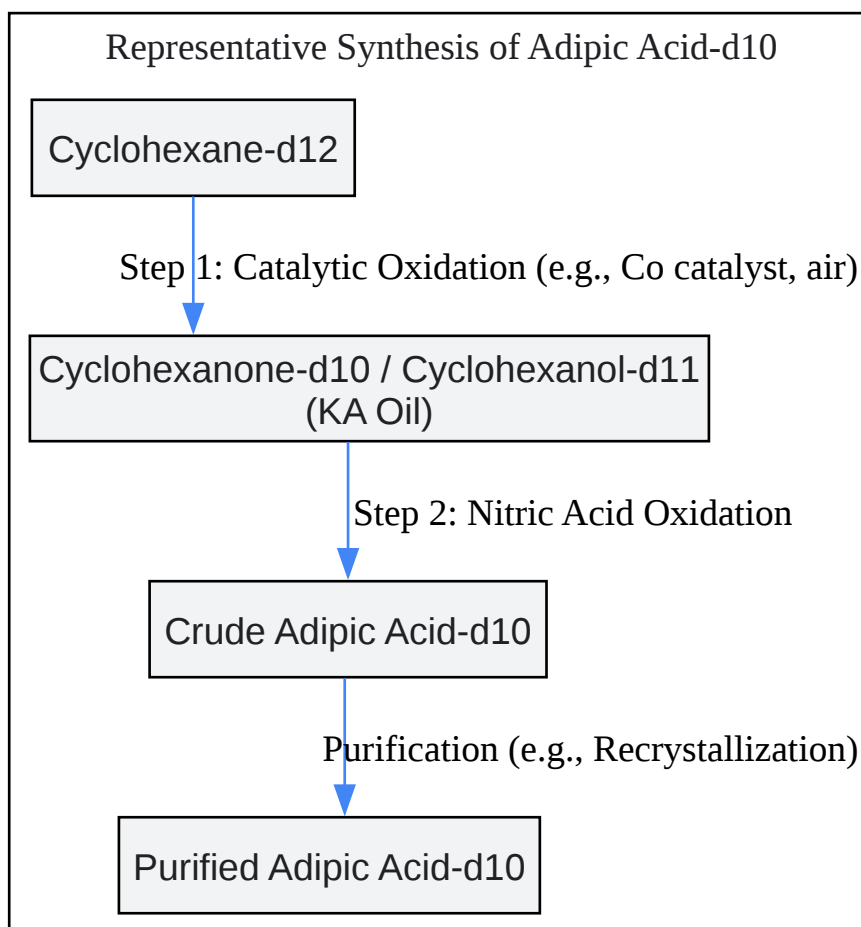 Representative Synthesis of Adipic Acid-d10
Cyclohexane-d12
Step 1: Catalytic Oxidation (e.g., Co catalyst, air)
Cyclohexanone-d10 / Cyclohexanol-d11
(KA Oil)
Step 2: Nitric Acid Oxidation
Crude Adipic Acid-d10
Purification (e.g., Recrystallization)
Purified Adipic Acid-d10